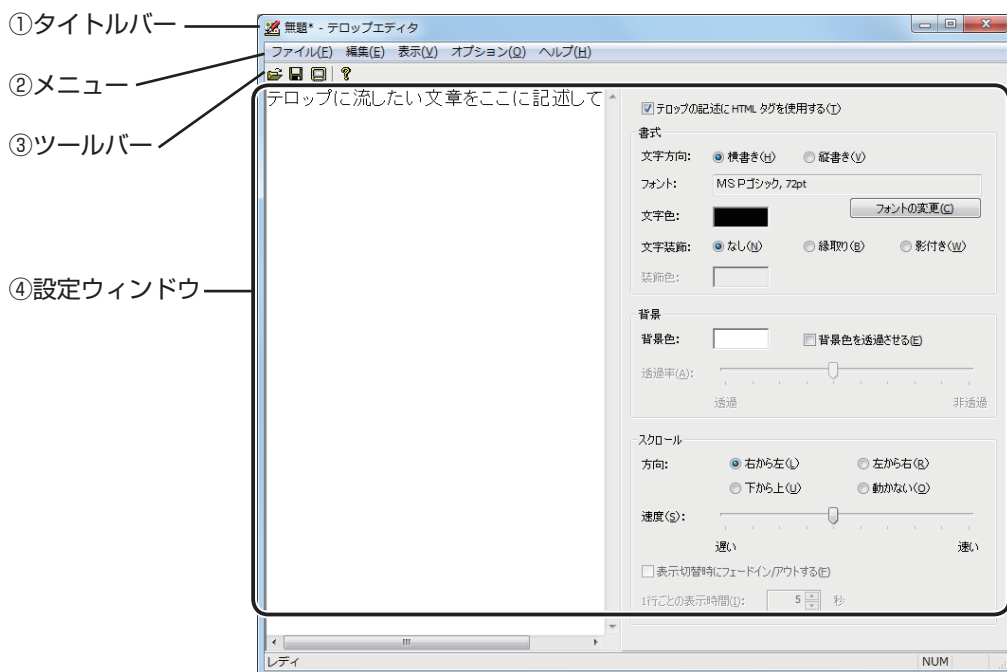 ①タイトルバー
②メニュー
③ツールバー
④設定ウィンドウ
無題* - テロップエディタ
ファイル(F) 編集(E) 表示(V) オプション(O) ヘルプ(H)
テロップに流したい文章をここに記述して
テロップの記述に HTML タグを使用する(T)
書式
文字方向: 横書き(H) 縦書き(V)
フォント: MS Pゴシック, 72pt
フォントの変更(C)
文字色:
文字装飾: なし(N) 縁取り(B) 影付き(W)
装飾色:
背景
背景色: 背景色を透過させる(E)
透過率(A):
透過 非透過
スクロール
方向: 右から左(L) 左から右(R)
下から上(U) 動かない(O)
速度(S):
遅い 速い
表示切替時にフェードイン/アウトする(F)
1行ごとの表示時間(I): 5 秒
レディ NUM